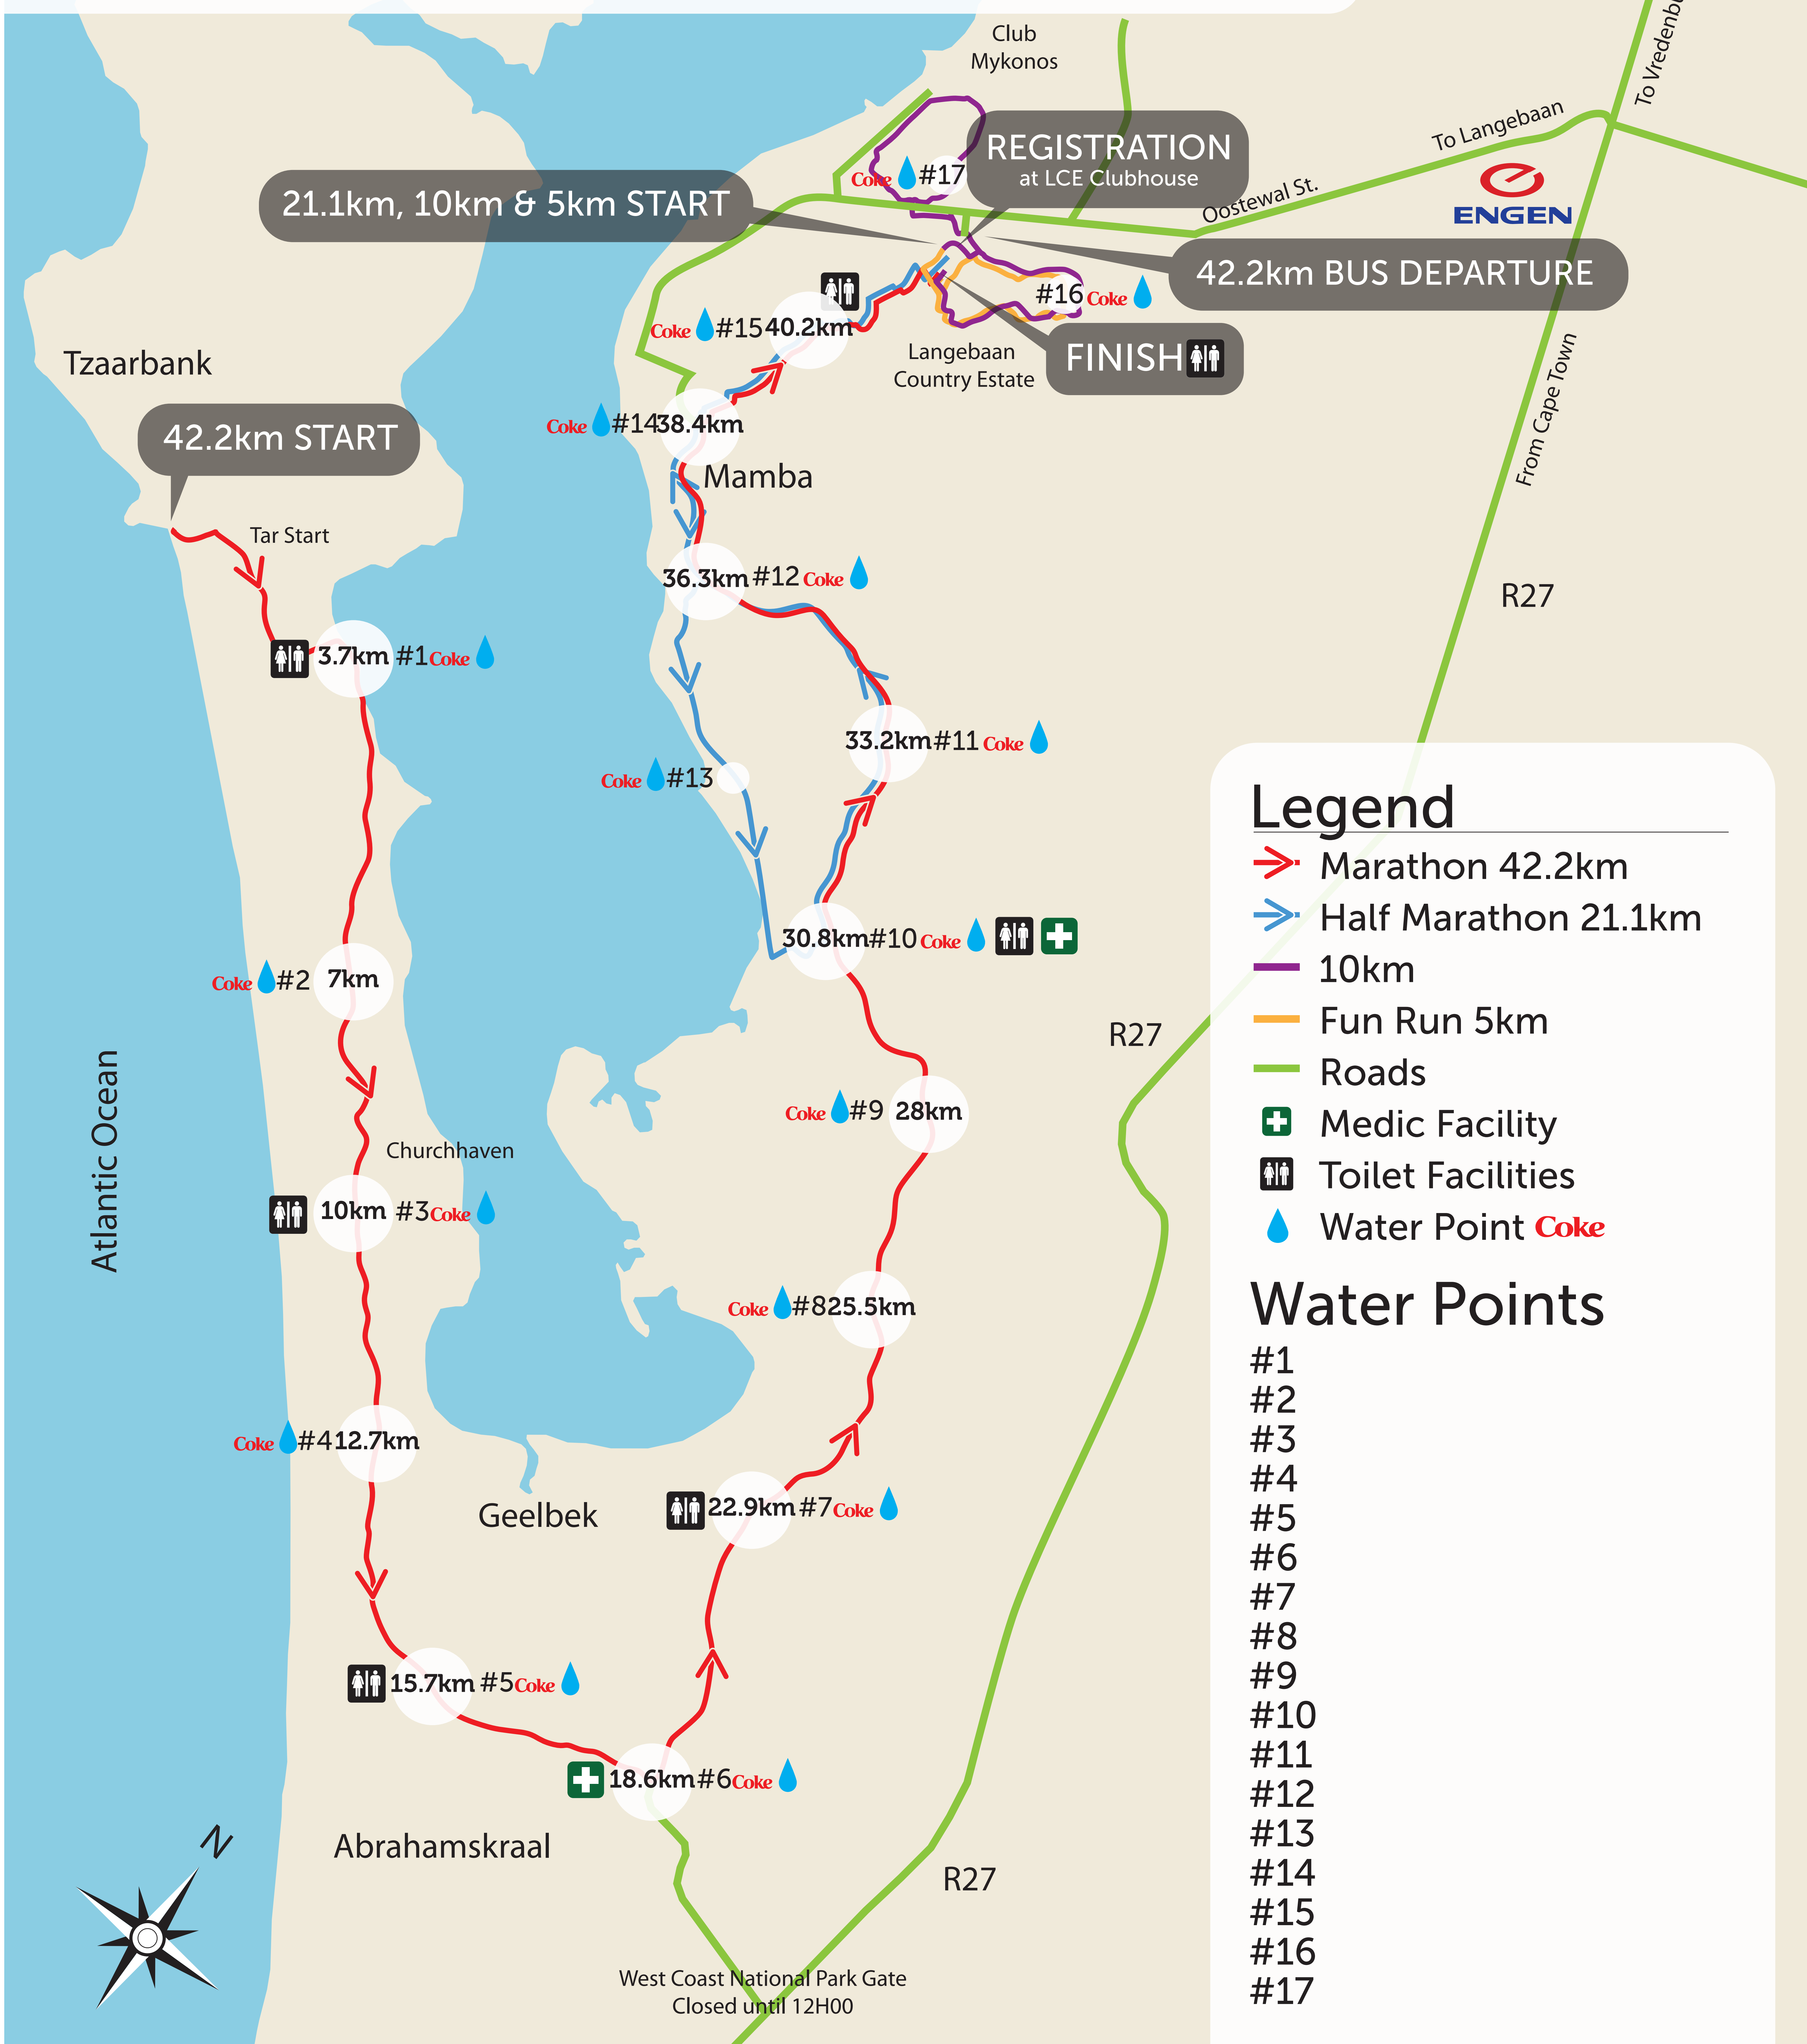 Club
Mykonos
To Vredenbu
To Langebaan
REGISTRATION
at LCE Clubhouse
Coke #17
21.1km, 10km & 5km START
Oostewal St.
ENGEN
42.2km BUS DEPARTURE
#16 Coke
Coke #15 40.2km
Langebaan
Country Estate
FINISH
Tzaarbank
From Cape Town
42.2km START
Coke #14 38.4km
Mamba
Tar Start
36.3km #12 Coke
R27
3.7km #1 Coke
33.2km #11 Coke
Coke #13
30.8km #10 Coke
Coke #2 7km
R27
Atlantic Ocean
Coke #9 28km
Churchhaven
10km #3 Coke
Coke #8 25.5km
Coke #4 12.7km
Geelbek
22.9km #7 Coke
15.7km #5 Coke
18.6km #6 Coke
Abrahamskraal
N
R27
West Coast National Park Gate
Closed until 12H00
Legend
Marathon 42.2km
Half Marathon 21.1km
10km
Fun Run 5km
Roads
Medic Facility
Toilet Facilities
Water Point Coke
Water Points
#1
#2
#3
#4
#5
#6
#7
#8
#9
#10
#11
#12
#13
#14
#15
#16
#17